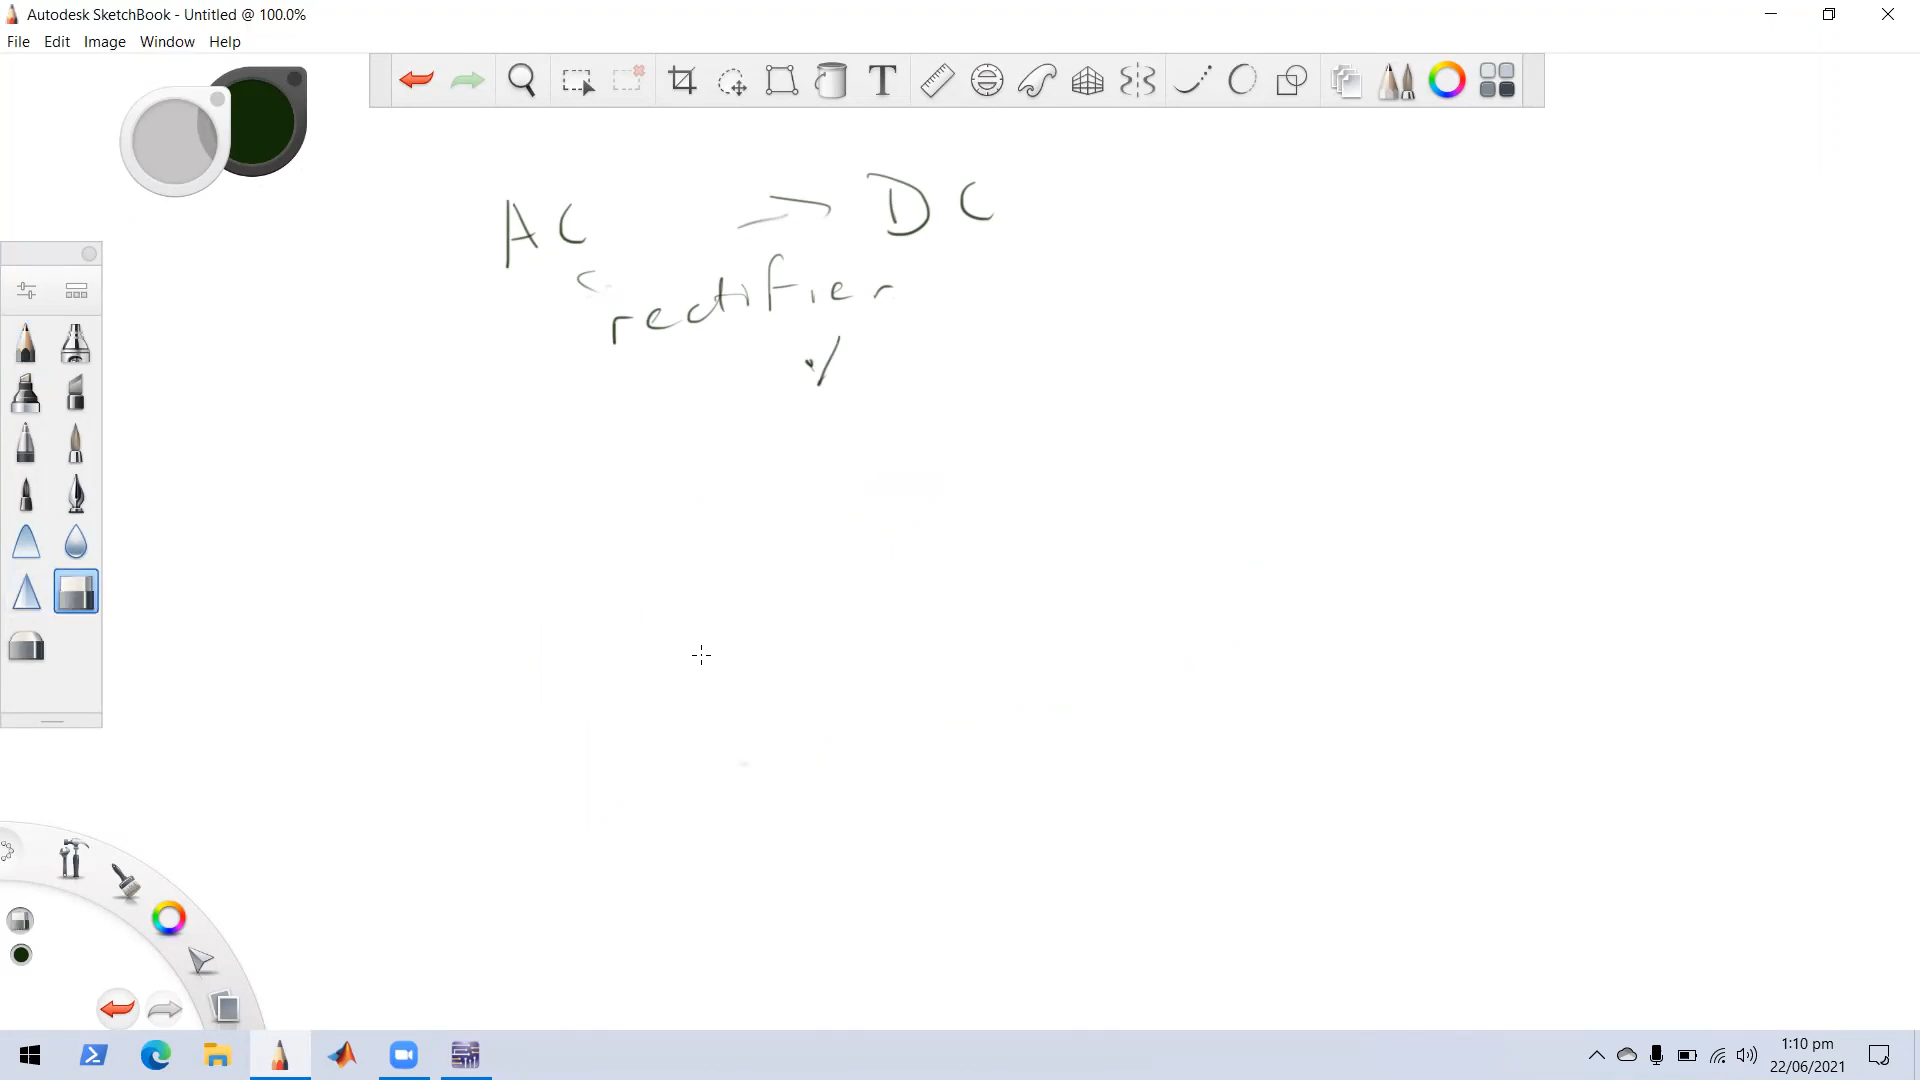 Autodesk SketchBook - Untitled @ 100.0%
File Edit Image Window Help
T
AC → DC
rectifier
1:10 pm
22/06/2021